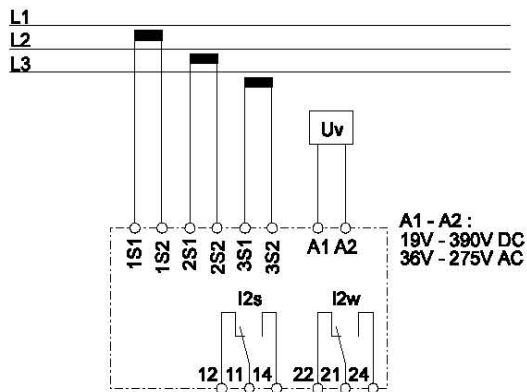 L1
L2
L3
Uv
1S1 1S2 2S1 2S2 3S1 3S2 A1 A2
A1 - A2 :
19V - 390V DC
36V - 275V AC
I2s I2w
12 11 14 22 21 24